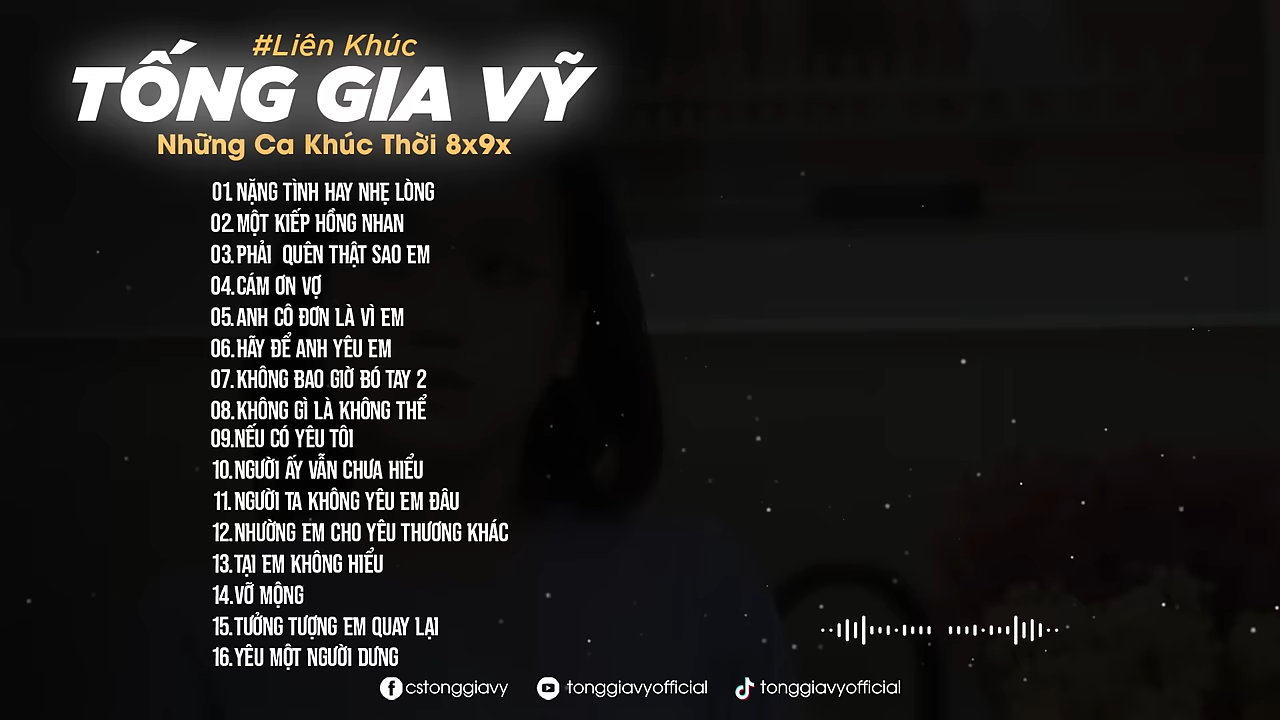 #Liên Khúc
TỐNG GIA VỸ
Những Ca Khúc Thời 8x9x
01.NẶNG TÌNH HAY NHẸ LÒNG
02.MỘT KIẾP HỒNG NHAN
03.PHẢI QUÊN THẬT SAO EM
04.CÁM ƠN VỢ
05.ANH CÔ ĐƠN LÀ VÌ EM
06.HÃY ĐỂ ANH YÊU EM
07.KHÔNG BAO GIỜ BÓ TAY 2
08.KHÔNG GÌ LÀ KHÔNG THỂ
09.NẾU CÓ YÊU TÔI
10.NGƯỜI ẤY VẪN CHƯA HIỂU
11.NGƯỜI TA KHÔNG YÊU EM ĐÂU
12.NHƯỜNG EM CHO YÊU THƯƠNG KHÁC
13.TẠI EM KHÔNG HIỂU
14.VỠ MỘNG
15.TƯỞNG TƯỢNG EM QUAY LẠI
16.YÊU MỘT NGƯỜI DƯNG
cstonggiavy tonggiavyofficial tonggiavyofficial